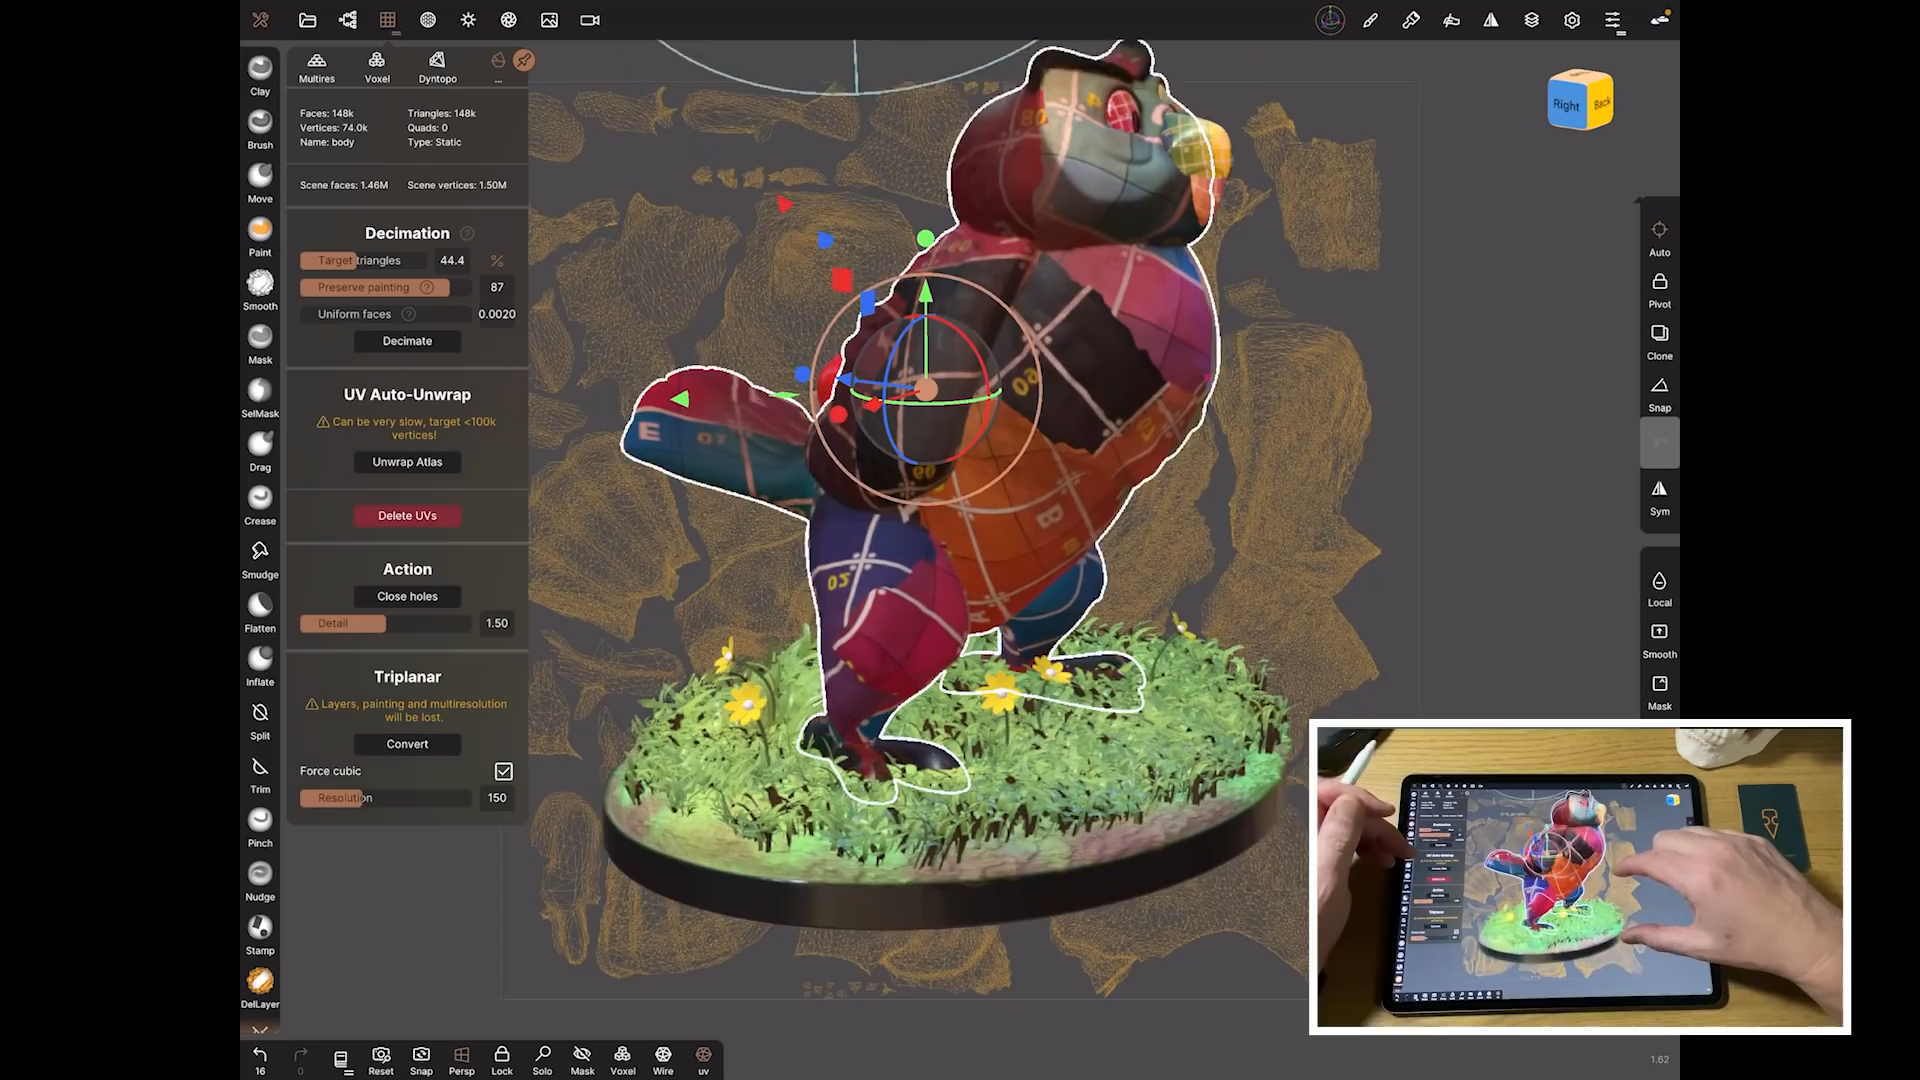 Multires Voxel Dyntopo ...
Faces: 148k Triangles: 148k
Vertices: 74.0k Quads: 0
Name: body Type: Static
Scene faces: 1.46M Scene vertices: 1.50M
Decimation ?
Target triangles 44.4 %
Preserve painting ? 87
Uniform faces ? 0.0020
Decimate
UV Auto-Unwrap
Can be very slow, target <100k
vertices!
Unwrap Atlas
Delete UVs
Action
Close holes
Detail 1.50
Triplanar
Layers, painting and multiresolution
will be lost.
Convert
Force cubic
Resolution 150
Clay
Brush
Move
Paint
Smooth
Mask
SelMask
Drag
Crease
Smudge
Flatten
Inflate
Split
Trim
Pinch
Nudge
Stamp
DelLayer
Right Back
E
02
60
B
Auto
Pivot
Clone
Snap
Sym
Local
Smooth
Mask
16 0 Reset Snap Persp Lock Solo Mask Voxel Wire uv
1.62